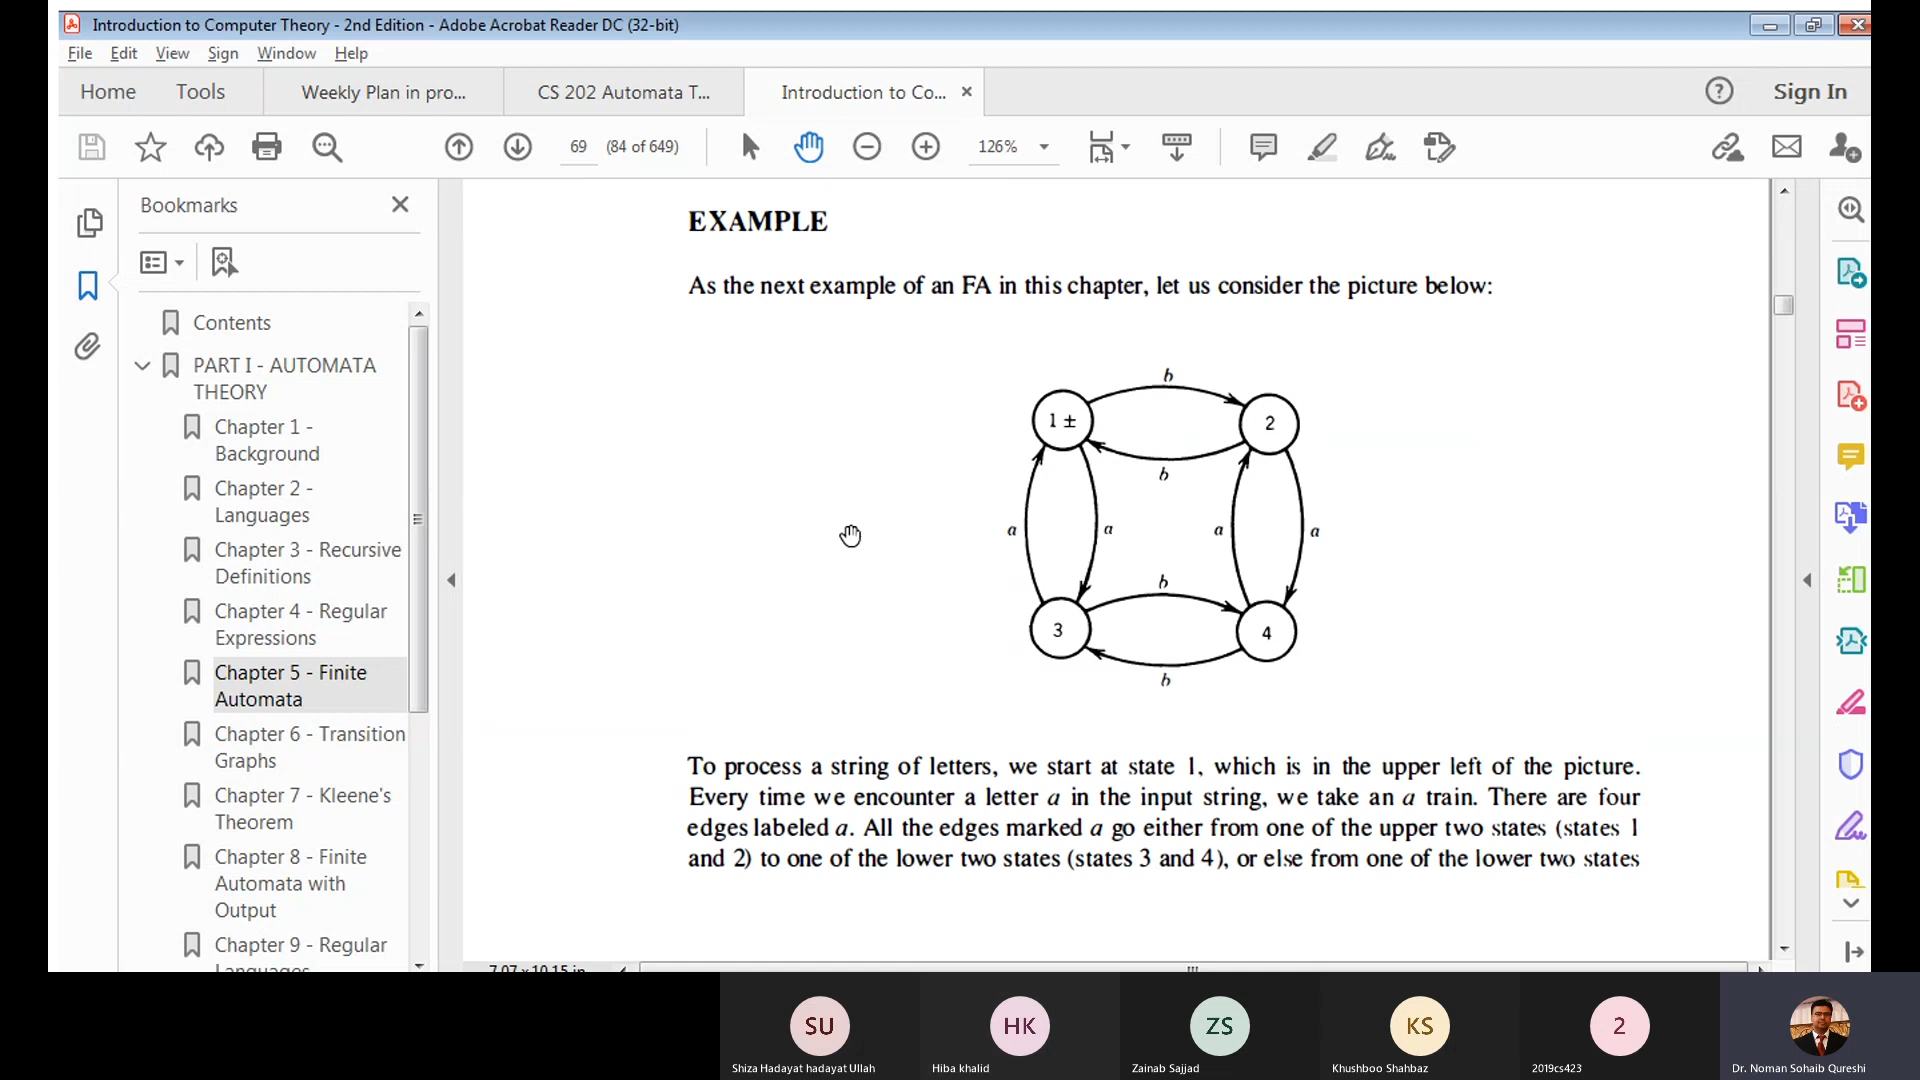 Introduction to Computer Theory - 2nd Edition - Adobe Acrobat Reader DC (32-bit)
File Edit View Sign Window Help
Home Tools Weekly Plan in pro... CS 202 Automata T... Introduction to Co... × ? Sign In
69 (84 of 649) 126%
Bookmarks
Contents
PART I - AUTOMATA
THEORY
Chapter 1 -
Background
Chapter 2 -
Languages
Chapter 3 - Recursive
Definitions
Chapter 4 - Regular
Expressions
Chapter 5 - Finite
Automata
Chapter 6 - Transition
Graphs
Chapter 7 - Kleene's
Theorem
Chapter 8 - Finite
Automata with
Output
Chapter 9 - Regular
Languages
EXAMPLE
As the next example of an FA in this chapter, let us consider the picture below:
b
1 ± 2
b
a a a a
b
3 4
b
To process a string of letters, we start at state 1, which is in the upper left of the picture.
Every time we encounter a letter a in the input string, we take an a train. There are four
edges labeled a. All the edges marked a go either from one of the upper two states (states 1
and 2) to one of the lower two states (states 3 and 4), or else from one of the lower two states
7.07 x 10.15 in
SU HK ZS KS 2
Shiza Hadayat hadayat Ullah Hiba khalid Zainab Sajjad Khushboo Shahbaz 2019cs423 Dr. Noman Sohaib Qureshi